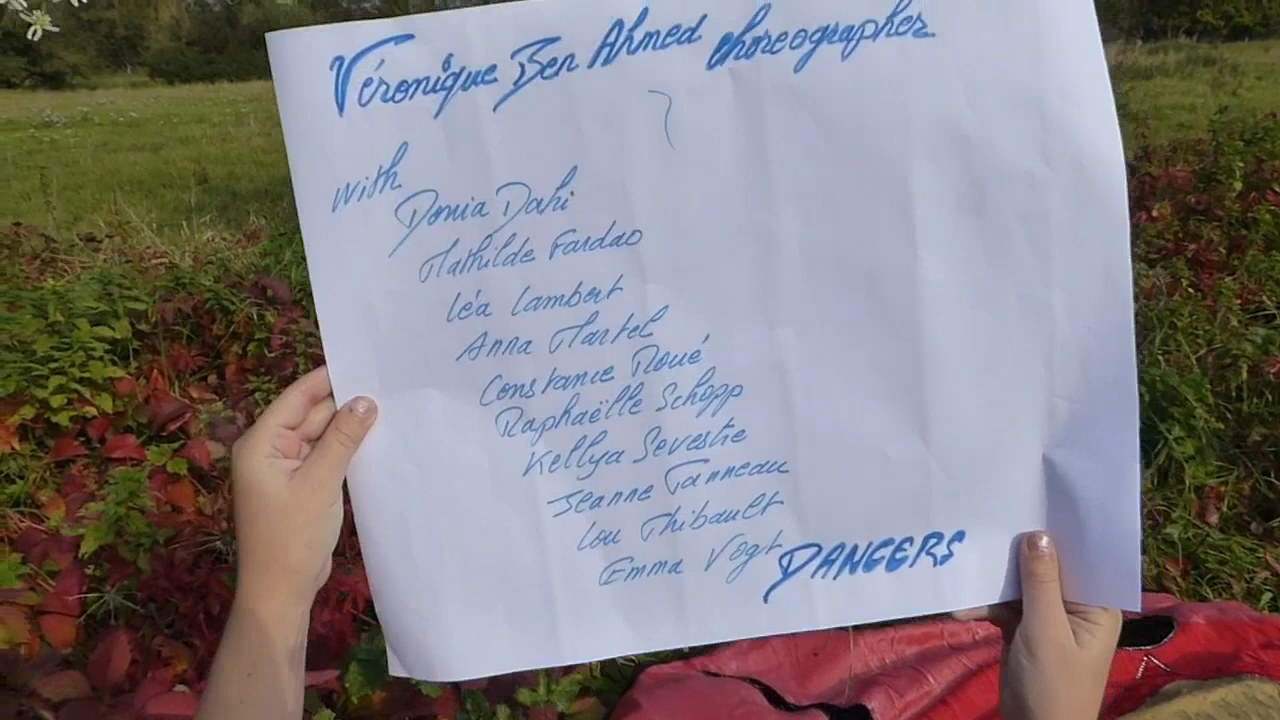 Véronique Ben Ahmed choreographer
with
Donia Dahi
Mathilde Fardao
Léa Lambert
Anna Martel
Constance Roué
Raphaëlle Schopp
Kellya Sevestre
Jeanne Tanneau
Lou Thibault
Emma Vogt DANCERS